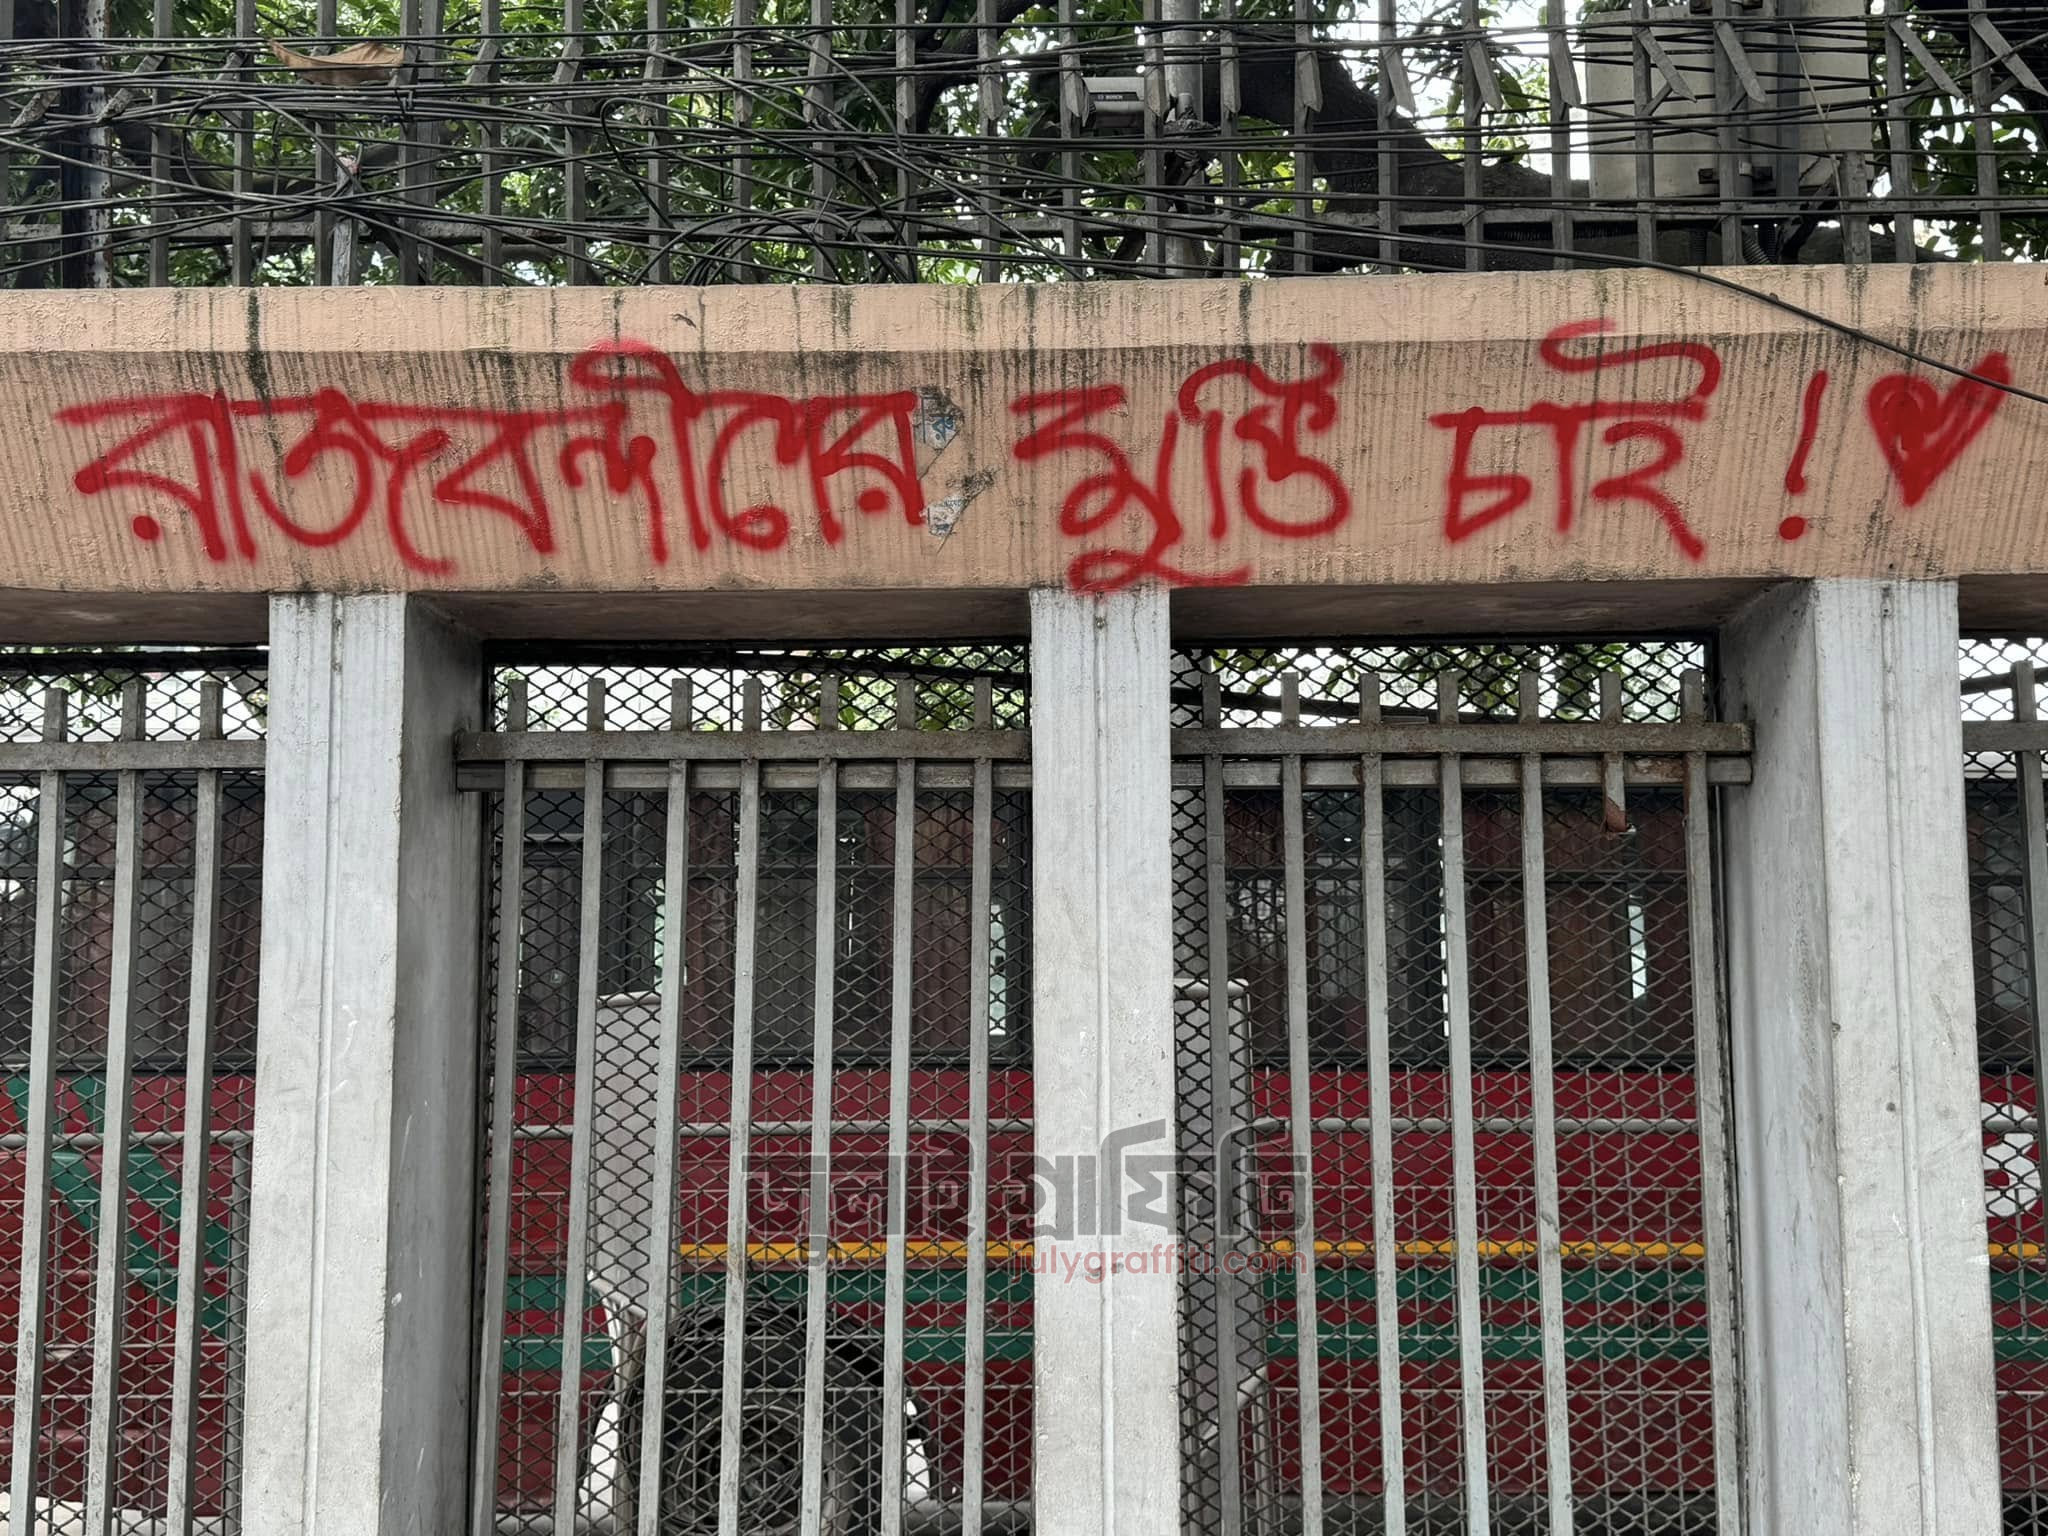 রাজবন্দীদের মুক্তি চাই!
জুলাই গ্রাফিতি
julygraffiti.com